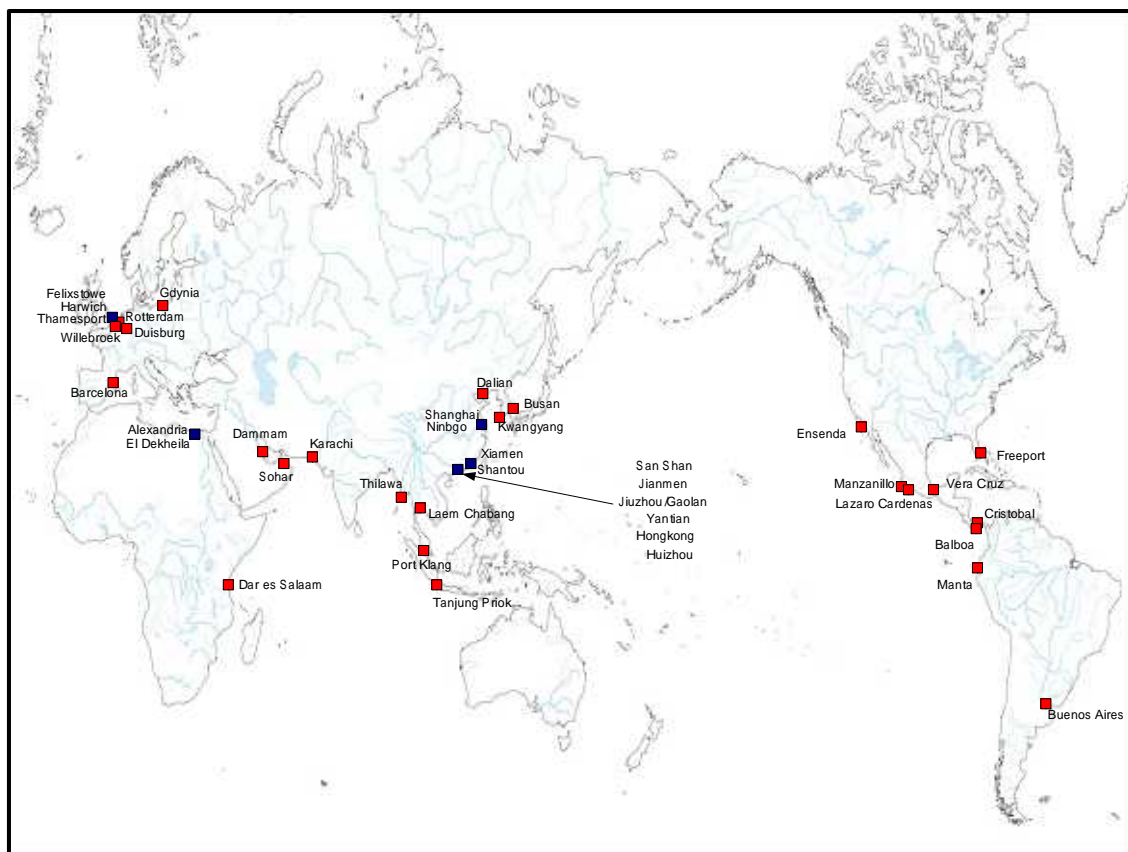 Felixstowe
Harwich
Thamesport
Willebroek
Gdynia
Rotterdam
Duisburg
Barcelona
Alexandria
El Dekheila
Dammam
Sohar
Karachi
Dar es Salaam
Dalian
Busan
Shanghai
Ninbgo
Kwangyang
Xiamen
Shantou
Thilawa
Laem Chabang
Port Klang
Tanjung Priok
San Shan
Jianmen
Jiuzhou/Gaolan
Yantian
Hongkong
Huizhou
Ensenda
Freeport
Manzanillo
Lazaro Cardenas
Vera Cruz
Cristobal
Balboa
Manta
Buenos Aires